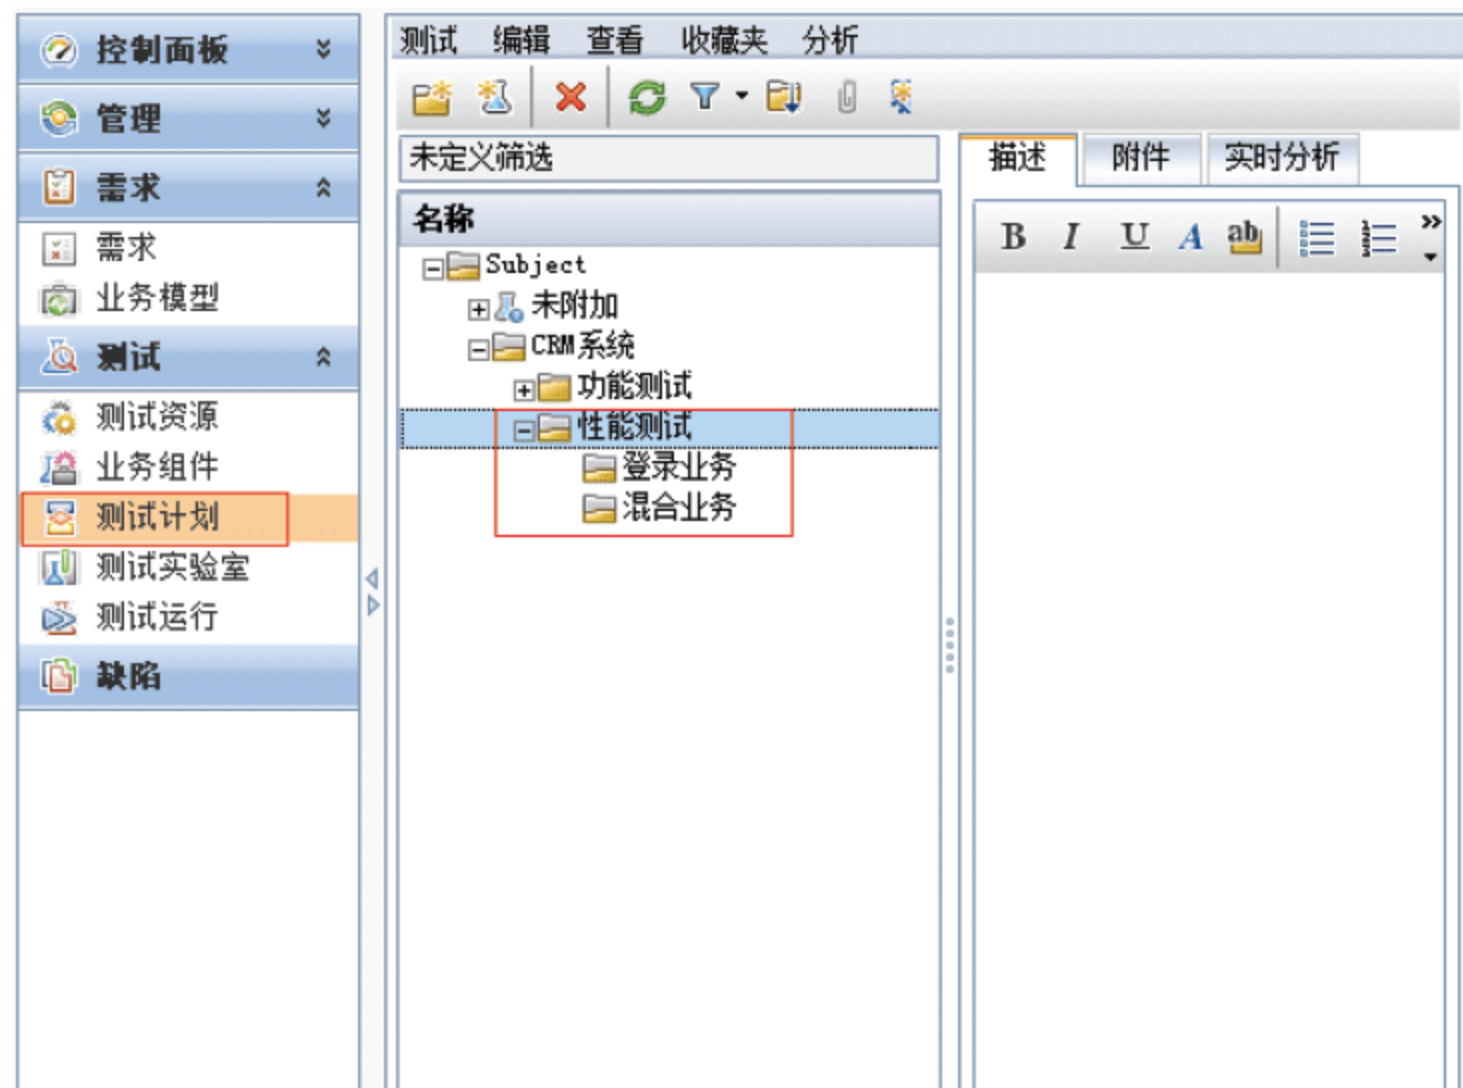 控制面板
管理
需求
需求
业务模型
测试
测试资源
业务组件
测试计划
测试实验室
测试运行
缺陷
测试 编辑 查看 收藏夹 分析
未定义筛选
名称
Subject
未附加
CRM系统
功能测试
性能测试
登录业务
混合业务
描述 附件 实时分析
B I U A ab